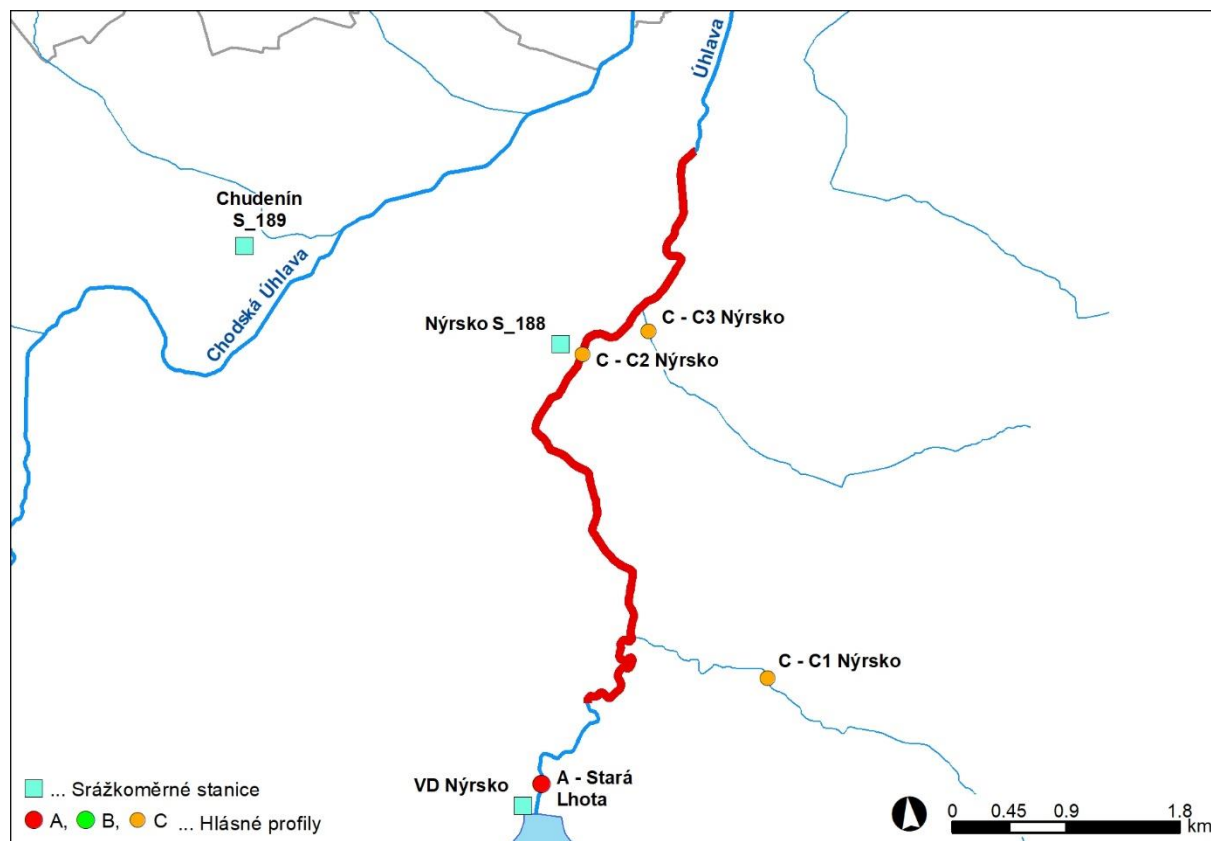 Úhlava
Chudenín
S_189
Chodská Úhlava
Nýrsko S_188
C - C3 Nýrsko
C - C2 Nýrsko
C - C1 Nýrsko
VD Nýrsko
A - Stará
Lhota
... Srážkoměrné stanice
A, B, C ... Hlásné profily
0 0.45 0.9 1.8
km